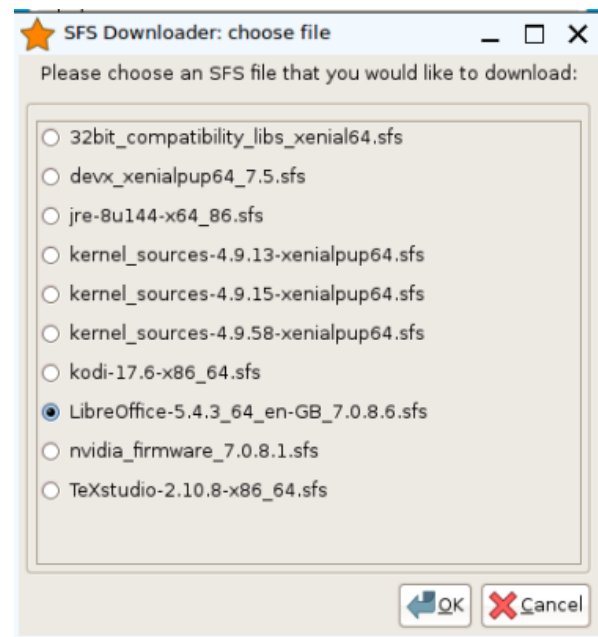 SFS Downloader: choose file
Please choose an SFS file that you would like to download:
32bit_compatibility_libs_xenial64.sfs
devx_xenialpup64_7.5.sfs
jre-8u144-x64_86.sfs
kernel_sources-4.9.13-xenialpup64.sfs
kernel_sources-4.9.15-xenialpup64.sfs
kernel_sources-4.9.58-xenialpup64.sfs
kodi-17.6-x86_64.sfs
LibreOffice-5.4.3_64_en-GB_7.0.8.6.sfs
nvidia_firmware_7.0.8.1.sfs
TeXstudio-2.10.8-x86_64.sfs
OK Cancel